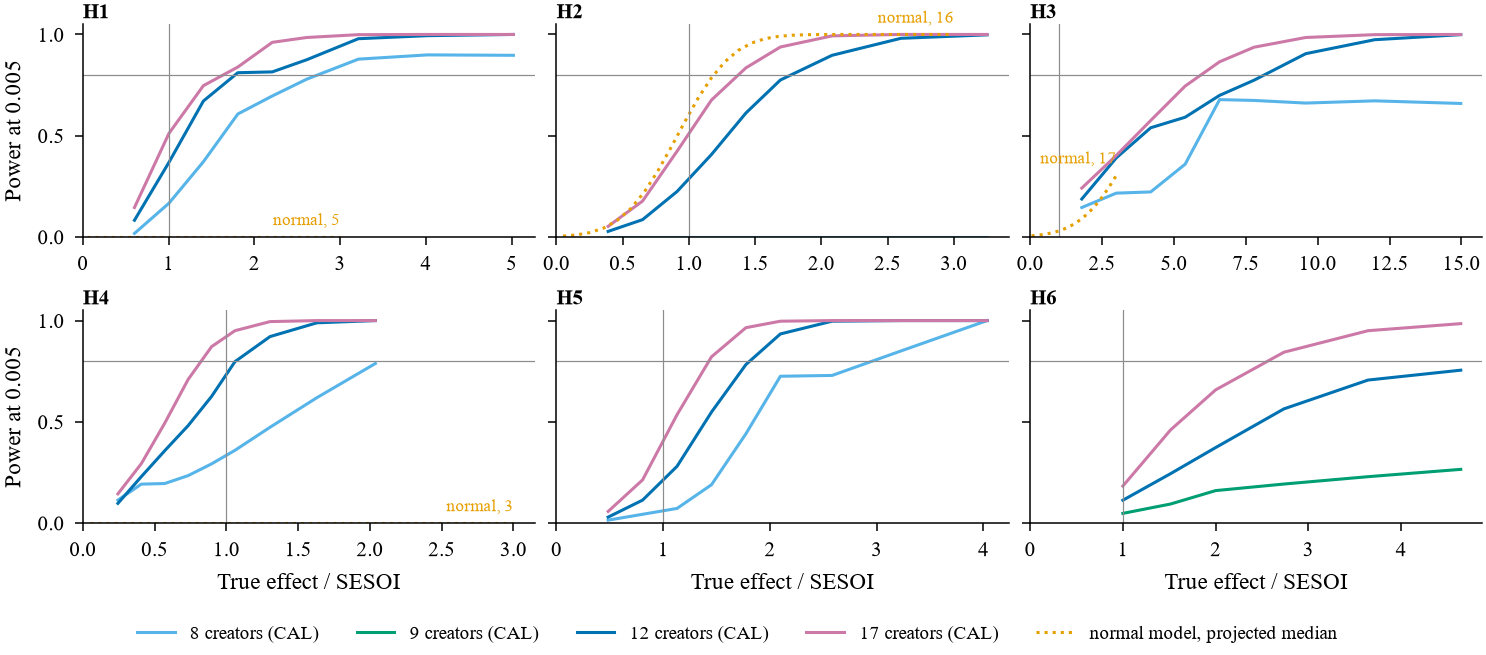 H1
H2
H3
normal, 16
normal, 5
normal, 17
Power at 0.005
1.0
0.5
0.0
0 1 2 3 4 5
0 0.5 1.0 1.5 2.0 2.5 3.0
0.0 2.5 5.0 7.5 10.0 12.5 15.0
H4
H5
H6
normal, 3
Power at 0.005
1.0
0.5
0.0
0.0 0.5 1.0 1.5 2.0 2.5 3.0
0 1 2 3 4
0 1 2 3 4
True effect / SESOI
True effect / SESOI
True effect / SESOI
8 creators (CAL) 9 creators (CAL) 12 creators (CAL) 17 creators (CAL) normal model, projected median